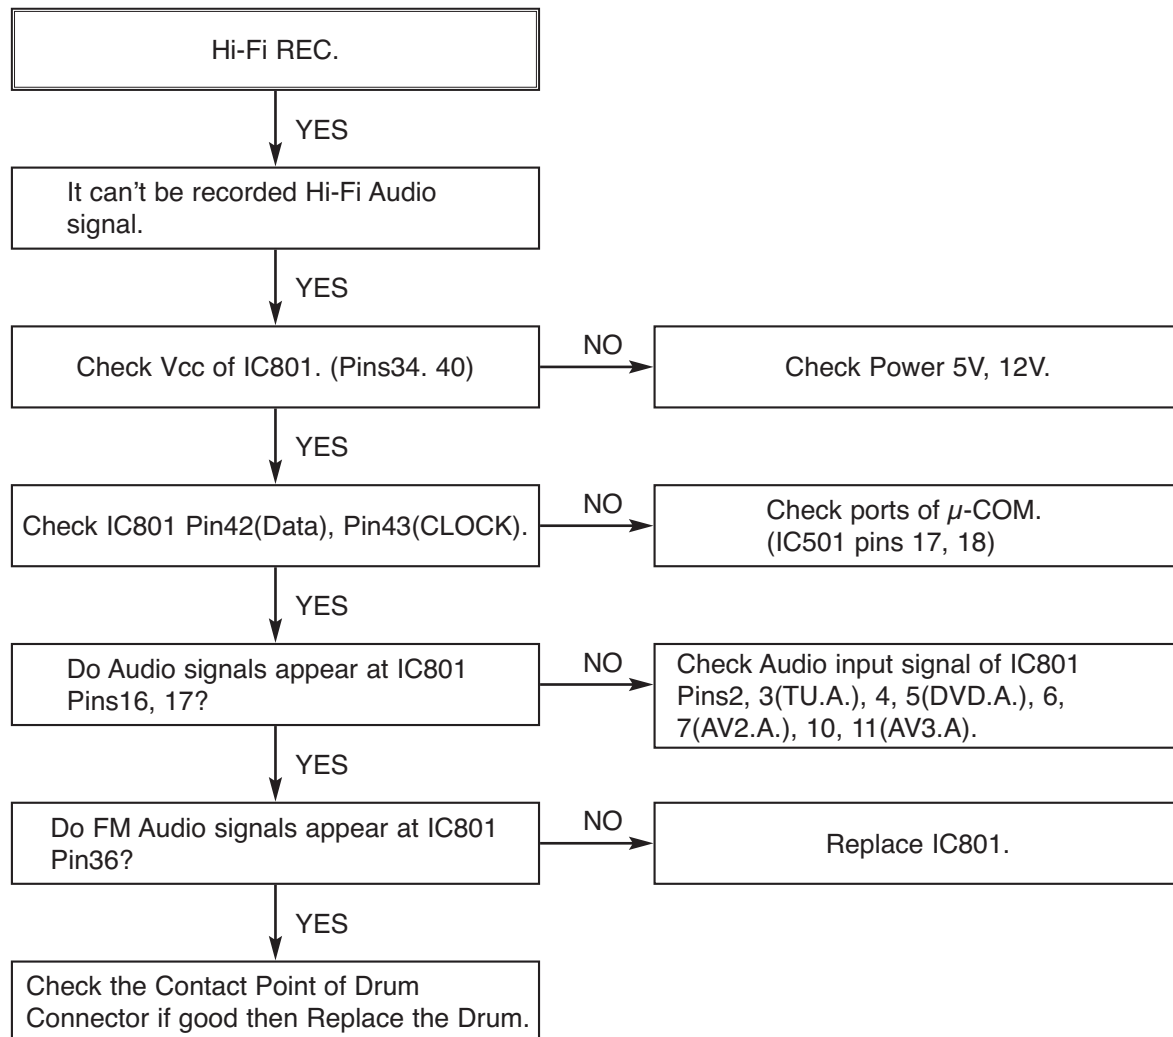 Hi-Fi REC.
YES
It can't be recorded Hi-Fi Audio
signal.
YES
Check Vcc of IC801. (Pins34. 40)
NO
Check Power 5V, 12V.
YES
Check IC801 Pin42(Data), Pin43(CLOCK).
NO
Check ports of µ-COM.
(IC501 pins 17, 18)
YES
Do Audio signals appear at IC801
Pins16, 17?
NO
Check Audio input signal of IC801
Pins2, 3(TU.A.), 4, 5(DVD.A.), 6,
7(AV2.A.), 10, 11(AV3.A).
YES
Do FM Audio signals appear at IC801
Pin36?
NO
Replace IC801.
YES
Check the Contact Point of Drum
Connector if good then Replace the Drum.